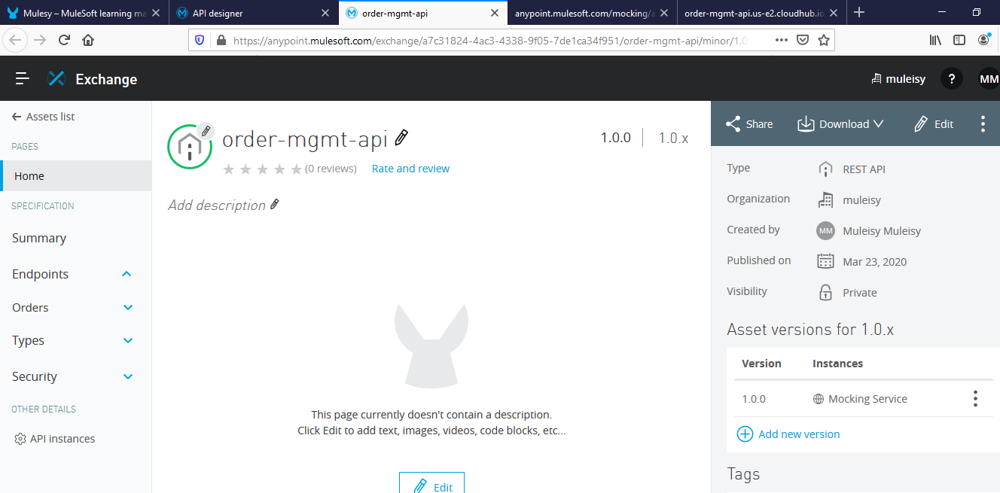 Mulesy – MuleSoft learning ma
API designer
order-mgmt-api
anypoint.mulesoft.com/mocking/a
order-mgmt-api.us-e2.cloudhub.io
https://anypoint.mulesoft.com/exchange/a7c31824-4ac3-4338-9f05-7de1ca34f951/order-mgmt-api/minor/1.0
Exchange
muleisy
?
MM
Assets list
PAGES
Home
SPECIFICATION
Summary
Endpoints
Orders
Types
Security
OTHER DETAILS
API instances
order-mgmt-api
1.0.0
1.0.x
(0 reviews)
Rate and review
Add description
This page currently doesn't contain a description.
Click Edit to add text, images, videos, code blocks, etc...
Edit
Share
Download
Edit
Type
REST API
Organization
muleisy
Created by
MM
Muleisy Muleisy
Published on
Mar 23, 2020
Visibility
Private
Asset versions for 1.0.x
Version
Instances
1.0.0
Mocking Service
Add new version
Tags